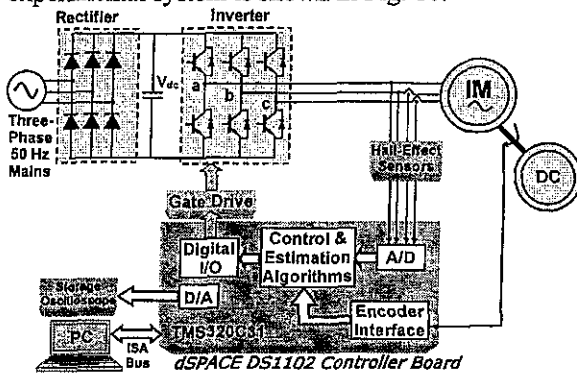 Rectifier
Inverter
Vdc
a
b
c
Three-
Phase
50 Hz
Mains
IM
DC
Hall-Effect
Sensors
Gate Drive
Digital
I/O
Control &
Estimation
Algorithms
A/D
D/A
Encoder
Interface
Storage
Oscilloscope
PC
ISA
Bus
TMS320C31
dSPACE DS1102 Controller Board